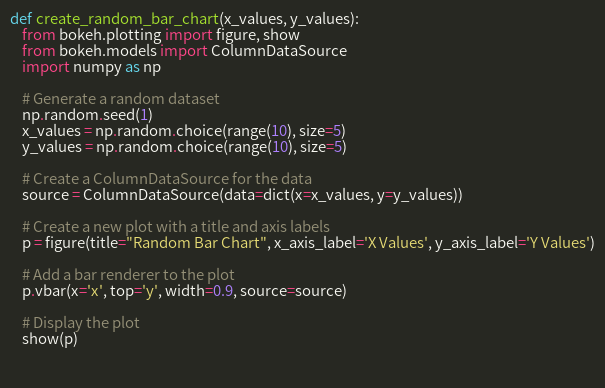 def create_random_bar_chart(x_values, y_values):
    from bokeh.plotting import figure, show
    from bokeh.models import ColumnDataSource
    import numpy as np

    # Generate a random dataset
    np.random.seed(1)
    x_values = np.random.choice(range(10), size=5)
    y_values = np.random.choice(range(10), size=5)

    # Create a ColumnDataSource for the data
    source = ColumnDataSource(data=dict(x=x_values, y=y_values))

    # Create a new plot with a title and axis labels
    p = figure(title="Random Bar Chart", x_axis_label='X Values', y_axis_label='Y Values')

    # Add a bar renderer to the plot
    p.vbar(x='x', top='y', width=0.9, source=source)

    # Display the plot
    show(p)